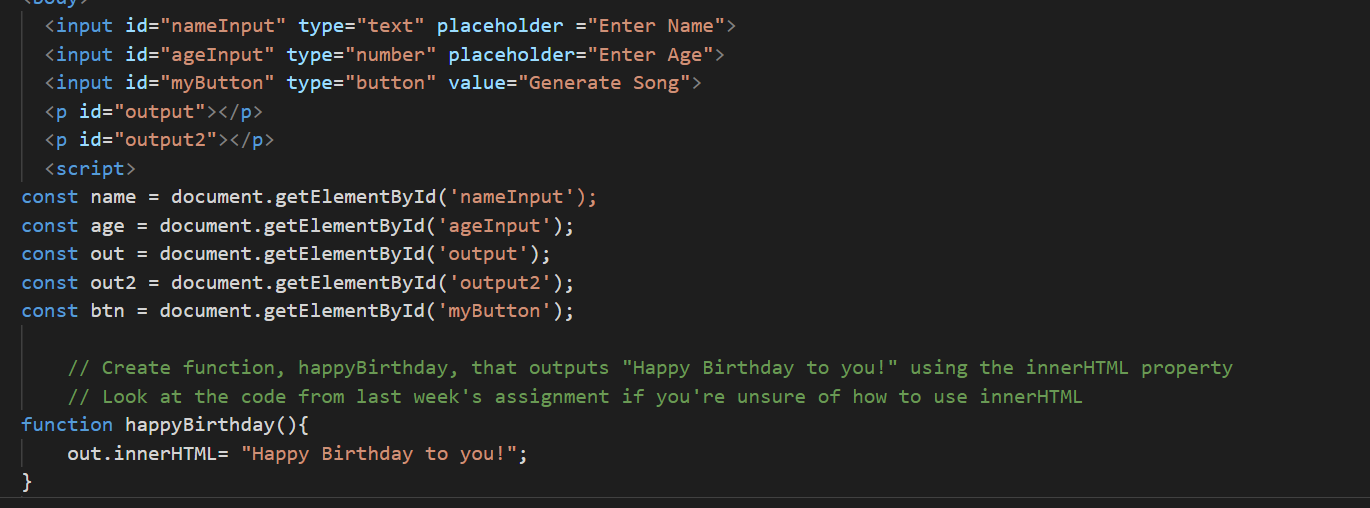 <body>
<input id="nameInput" type="text" placeholder ="Enter Name">
<input id="ageInput" type="number" placeholder="Enter Age">
<input id="myButton" type="button" value="Generate Song">
<p id="output"></p>
<p id="output2"></p>
<script>
const name = document.getElementById('nameInput');
const age = document.getElementById('ageInput');
const out = document.getElementById('output');
const out2 = document.getElementById('output2');
const btn = document.getElementById('myButton');
// Create function, happyBirthday, that outputs "Happy Birthday to you!" using the innerHTML property
// Look at the code from last week's assignment if you're unsure of how to use innerHTML
function happyBirthday(){
out.innerHTML= "Happy Birthday to you!";
}